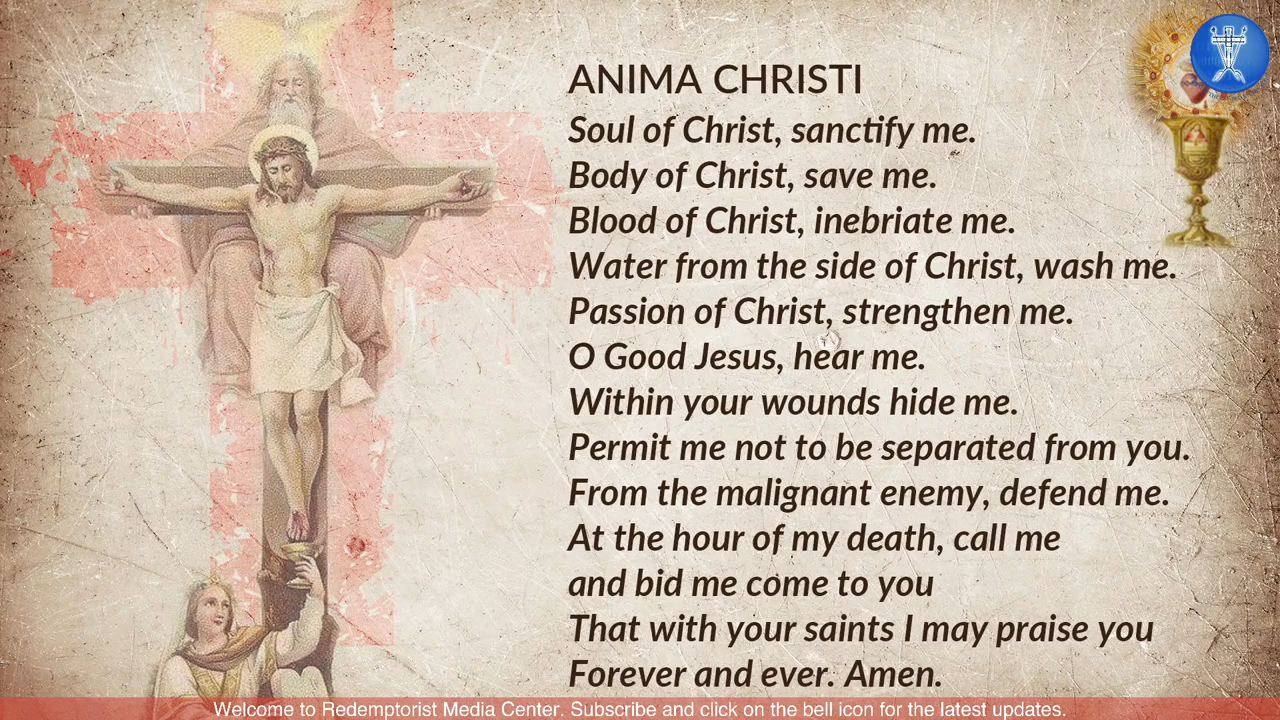 ANIMA CHRISTI
Soul of Christ, sanctify me.
Body of Christ, save me.
Blood of Christ, inebriate me.
Water from the side of Christ, wash me.
Passion of Christ, strengthen me.
O Good Jesus, hear me.
Within your wounds hide me.
Permit me not to be separated from you.
From the malignant enemy, defend me.
At the hour of my death, call me
and bid me come to you
That with your saints I may praise you
Forever and ever. Amen.
Welcome to Redemptorist Media Center. Subscribe and click on the bell icon for the latest updates.